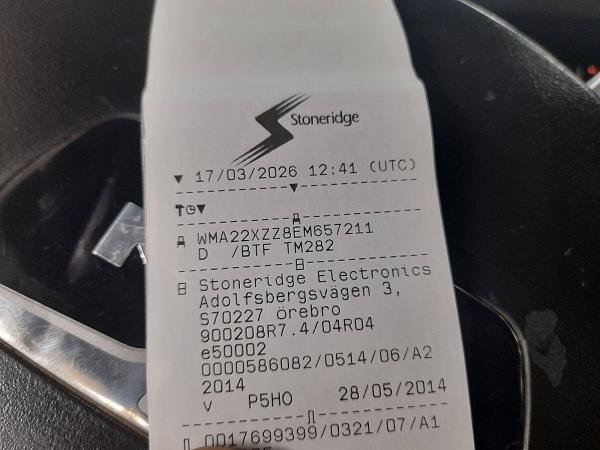 Stoneridge
▼ 17/03/2026 12:41 (UTC)
WMA22XZZ8EM657211
D /BTF TM282
Stoneridge Electronics
Adolfsbergsvägen 3,
S70227 örebro
900208R7.4/04R04
e50002
0000586082/0514/06/A2
2014
v P5HO 28/05/2014
0017699399/0321/07/A1